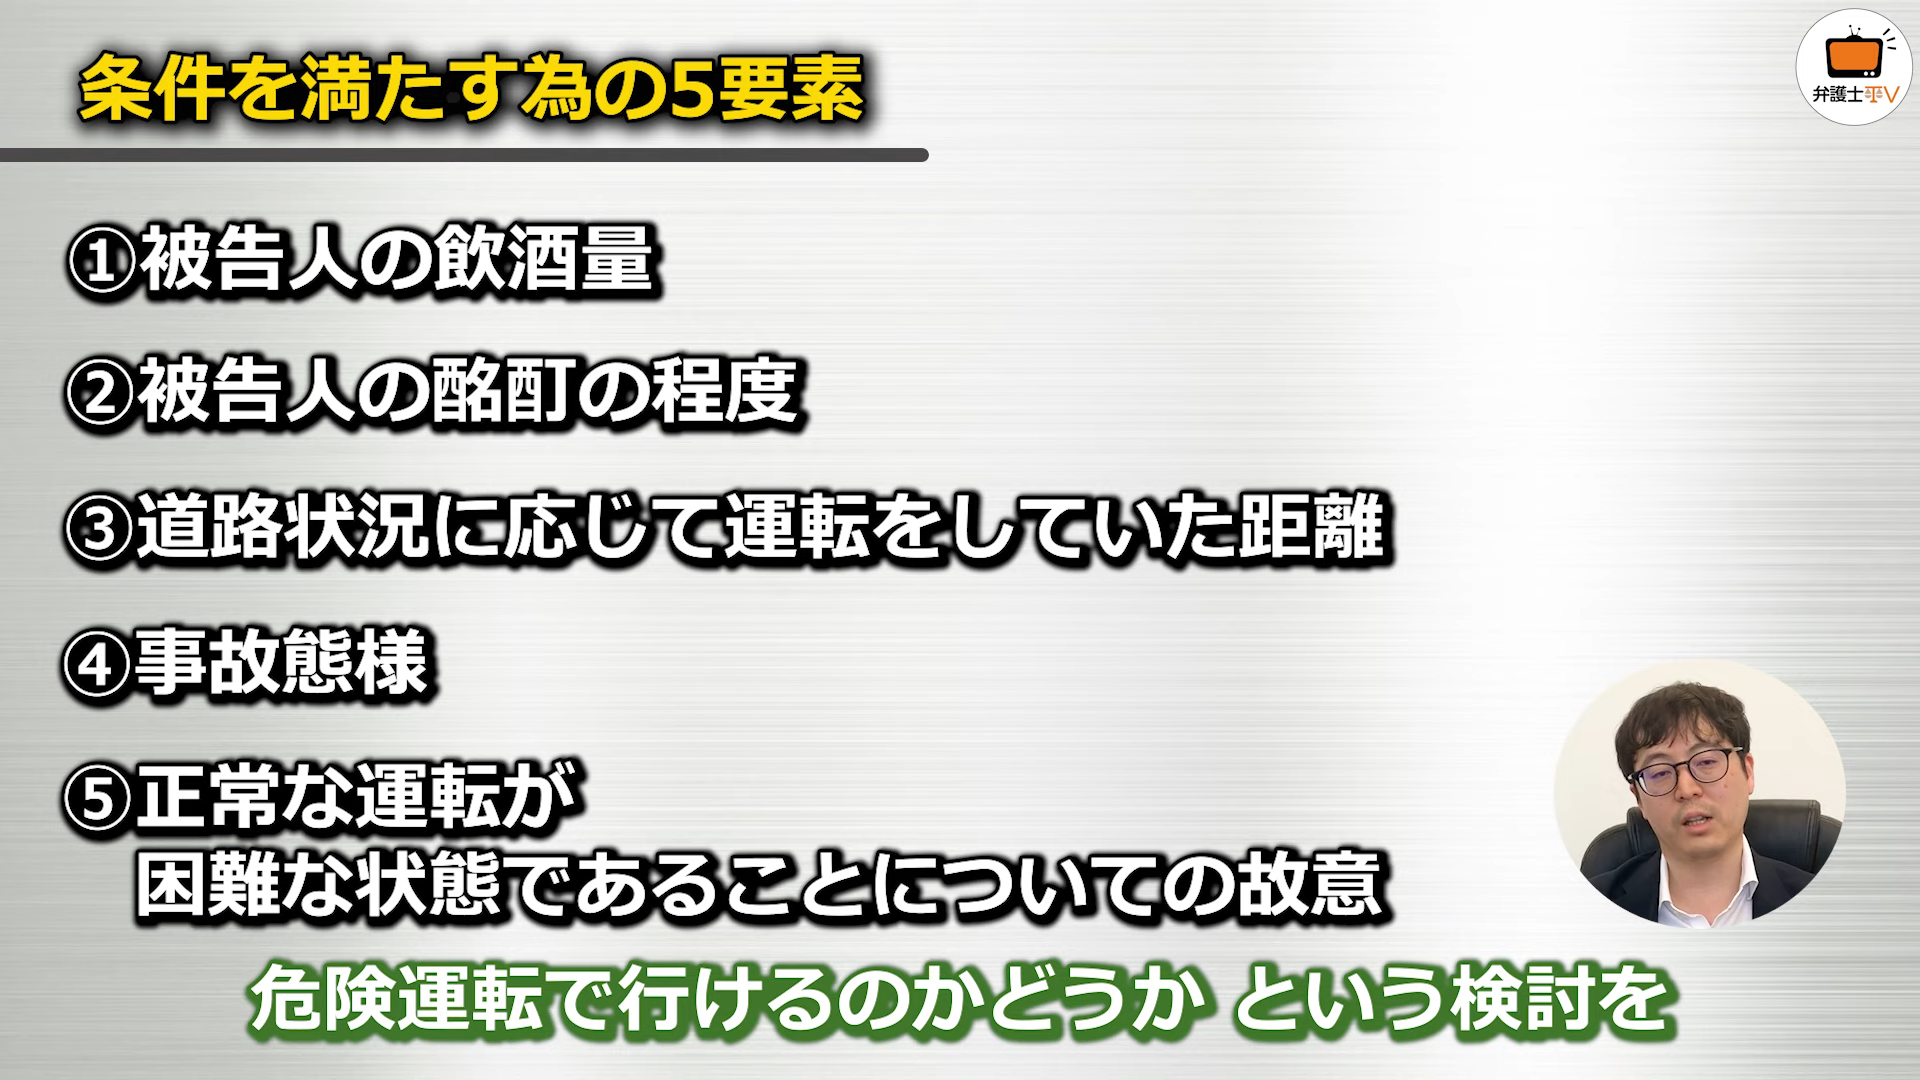 条件を満たす為の5要素
弁護士平V
①被告人の飲酒量
②被告人の酩酊の程度
③道路状況に応じて運転をしていた距離
④事故態様
⑤正常な運転が
困難な状態であることについての故意
危険運転で行けるのかどうか という検討を